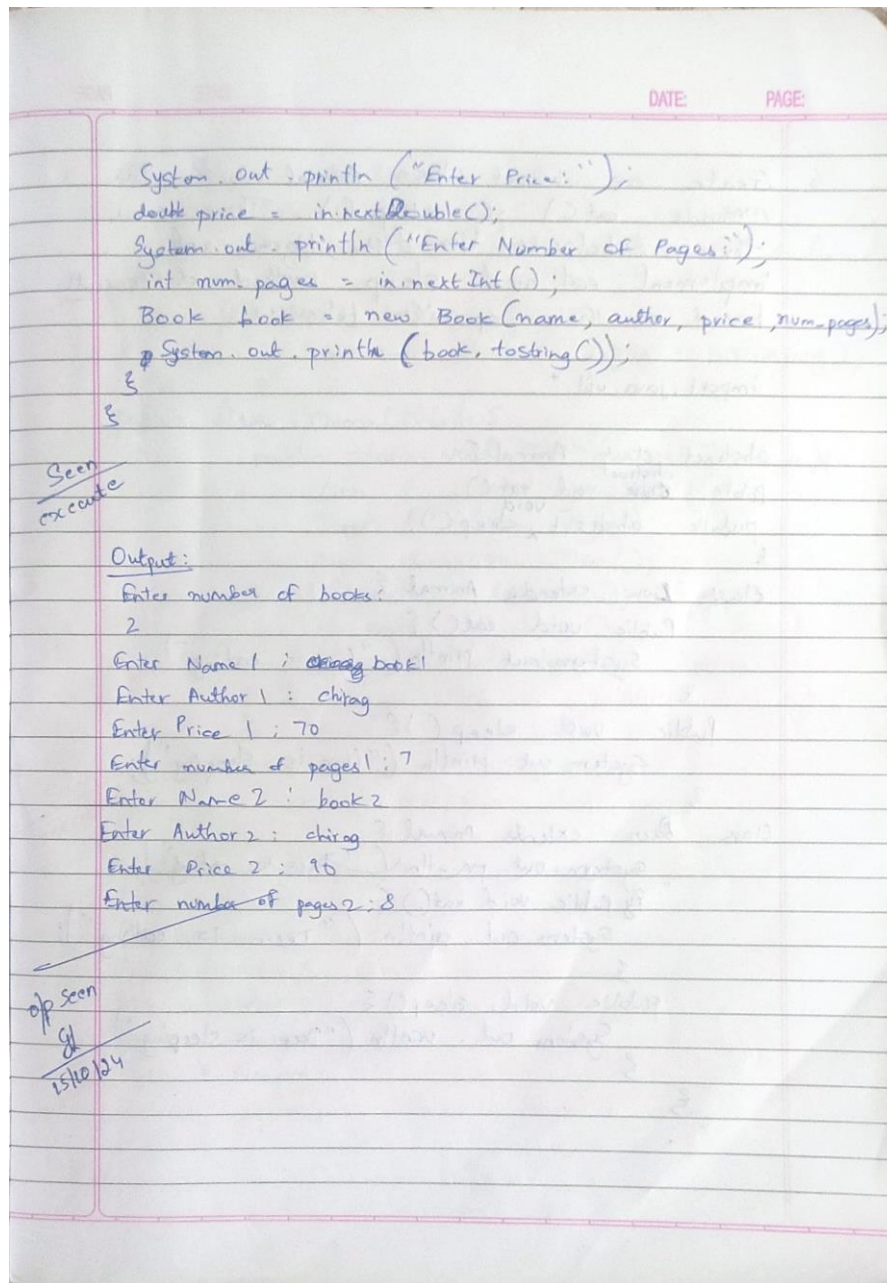 DATE: PAGE:
System. out. println ("Enter Price:");
double price = in.nextDouble();
System. out. println ("Enter Number of Pages:");
int num_pages = in.nextInt();
Book book = new Book(name, author, price, num_pages);
System. out. println (book, tostring());
}
}
Seen
execute
Output:
Enter number of books:
2
Enter Name 1 : book1
Enter Author 1 : chirag
Enter Price 1 : 70
Enter number of pages1 : 7
Enter Name 2 : book2
Enter Author 2 : chirag
Enter Price 2 : 90
Enter number of pages 2 : 8
o/p seen
15/10/24